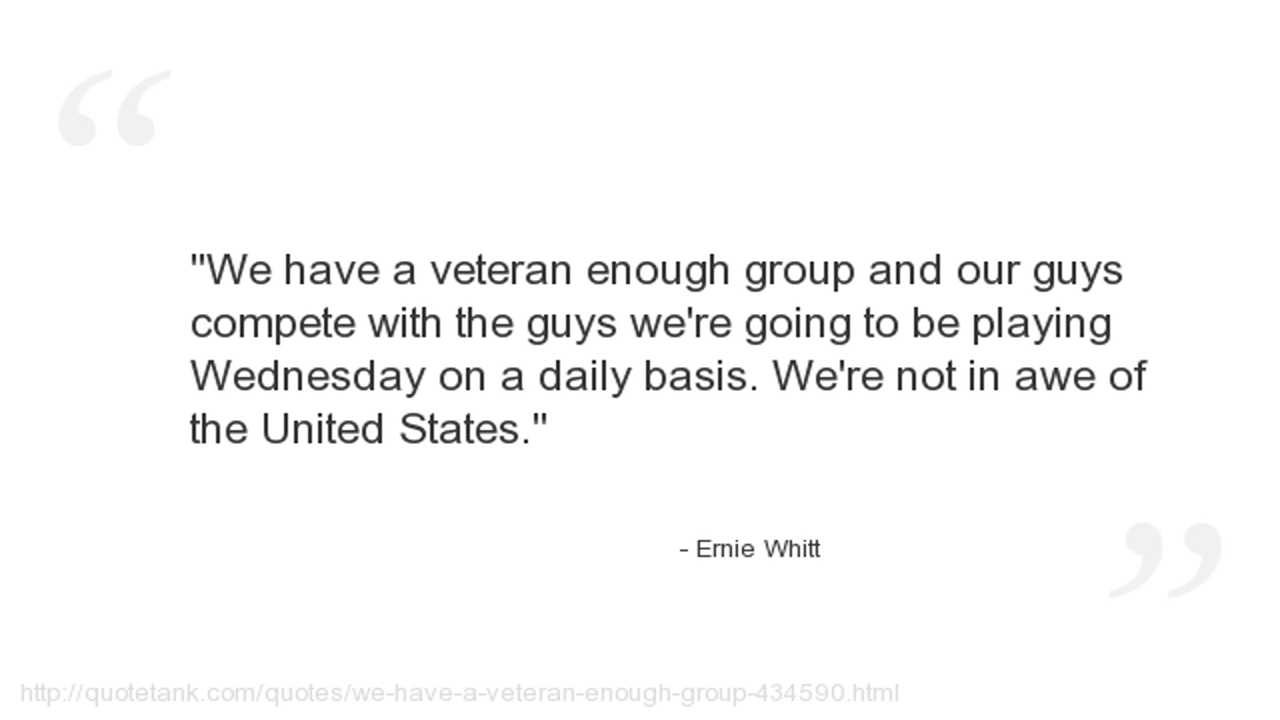 "We have a veteran enough group and our guys
compete with the guys we're going to be playing
Wednesday on a daily basis. We're not in awe of
the United States."
- Ernie Whitt
http://quotetank.com/quotes/we-have-a-veteran-enough-group-434590.html